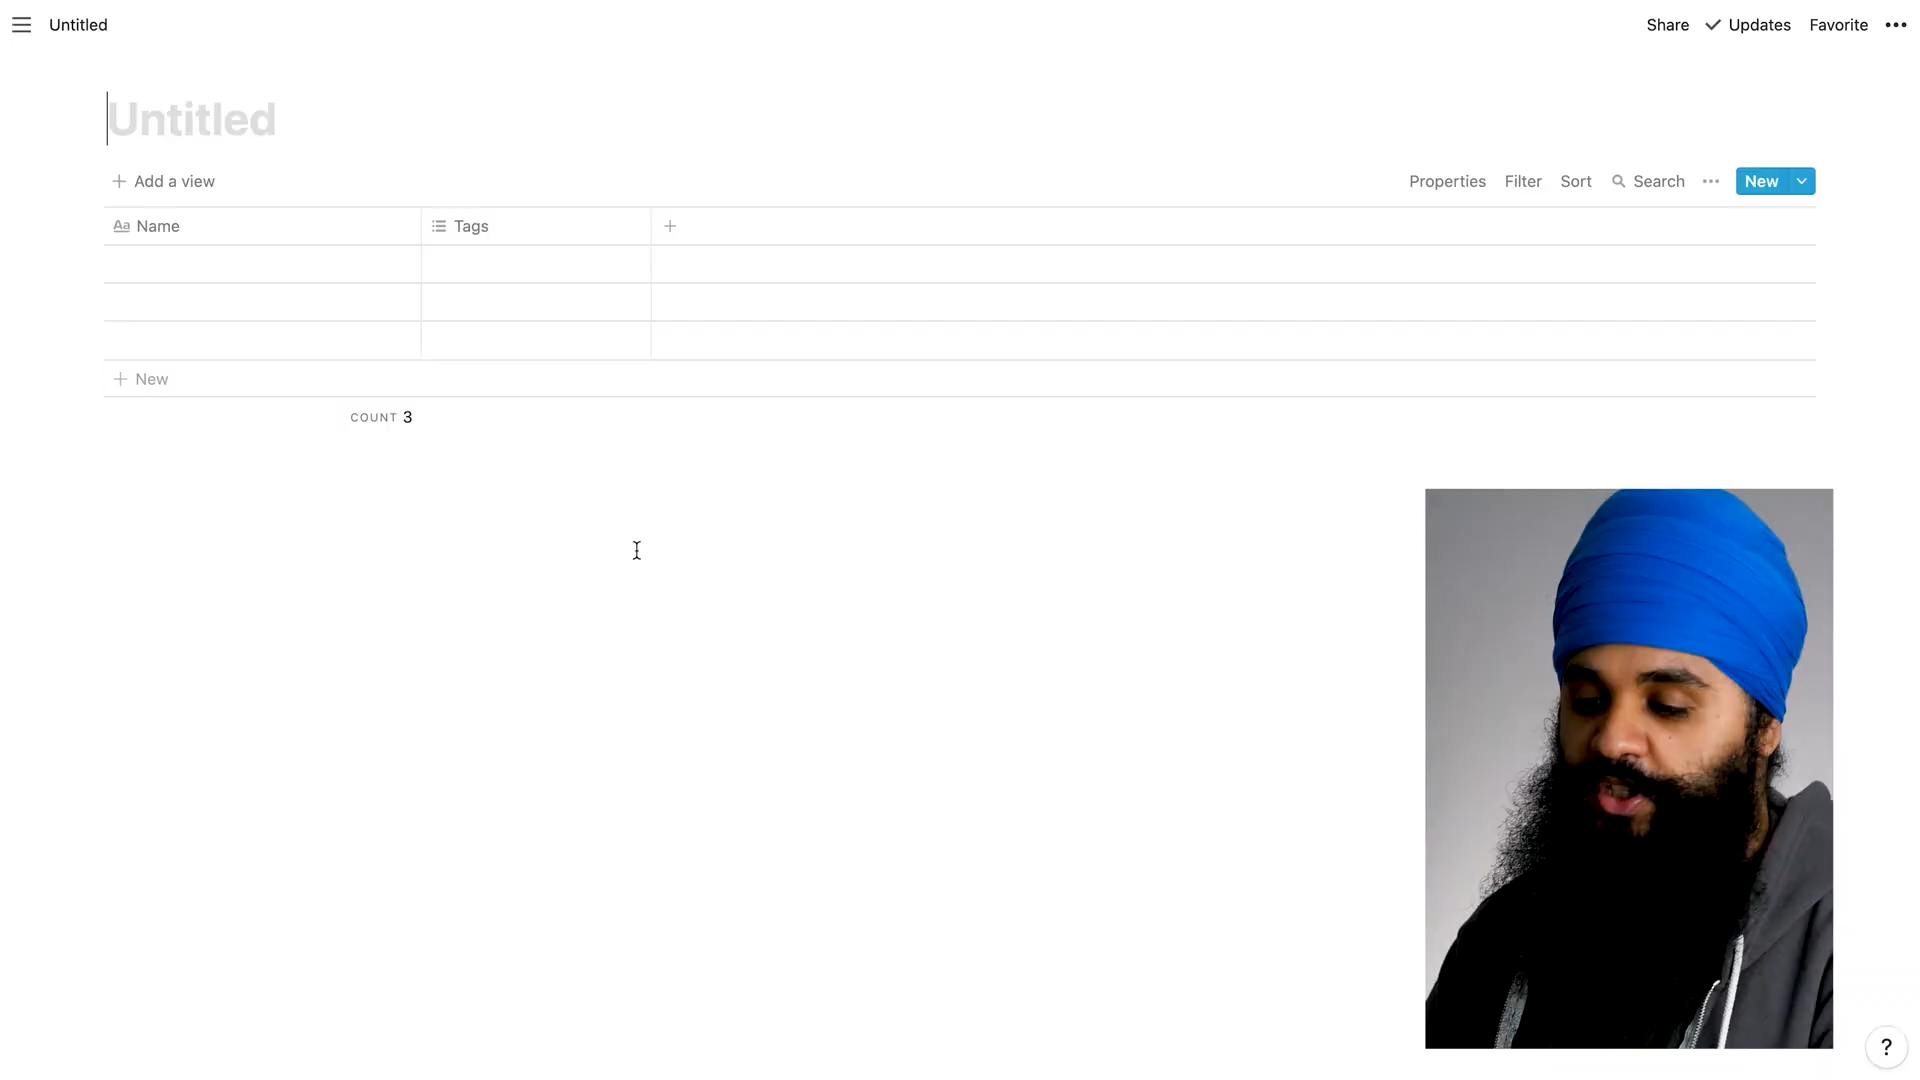 Untitled
Share Updates Favorite
Untitled
Add a view
Properties Filter Sort Search New
Aa Name Tags
New
COUNT 3
?